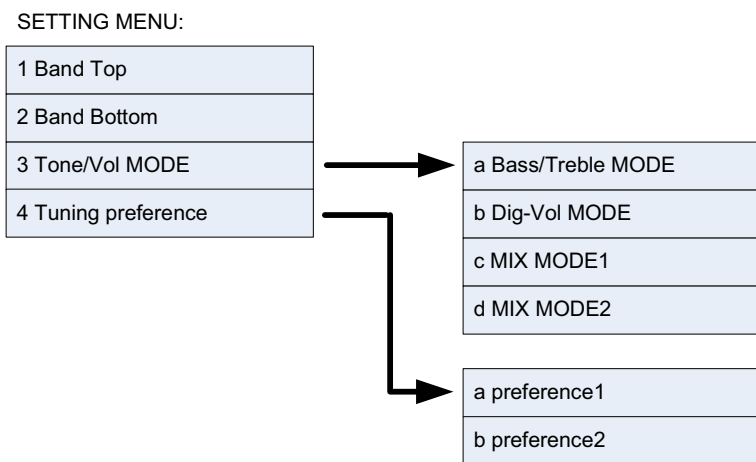 SETTING MENU:
1 Band Top
2 Band Bottom
3 Tone/Vol MODE
4 Tuning preference
a Bass/Treble MODE
b Dig-Vol MODE
c MIX MODE1
d MIX MODE2
a preference1
b preference2